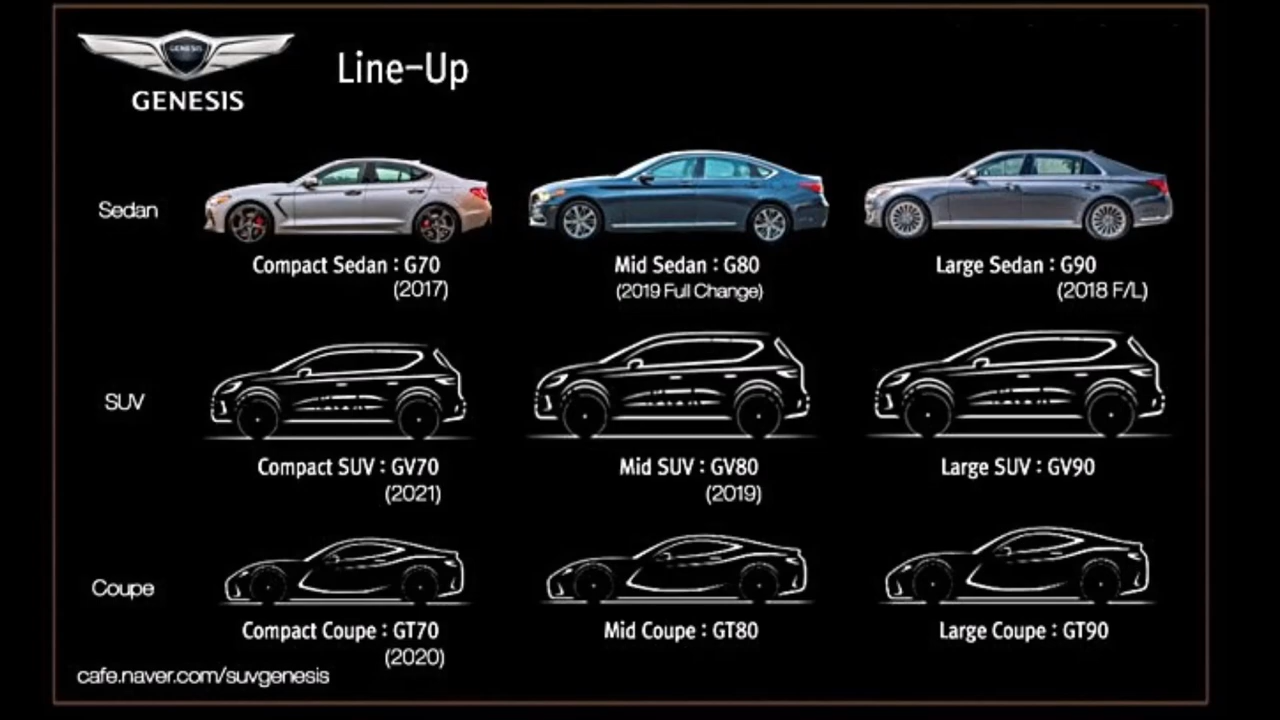 GENESIS
GENESIS
Line-Up
Sedan
Compact Sedan : G70
(2017)
Mid Sedan : G80
(2019 Full Change)
Large Sedan : G90
(2018 F/L)
SUV
Compact SUV : GV70
(2021)
Mid SUV : GV80
(2019)
Large SUV : GV90
Coupe
Compact Coupe : GT70
(2020)
Mid Coupe : GT80
Large Coupe : GT90
cafe.naver.com/suvgenesis